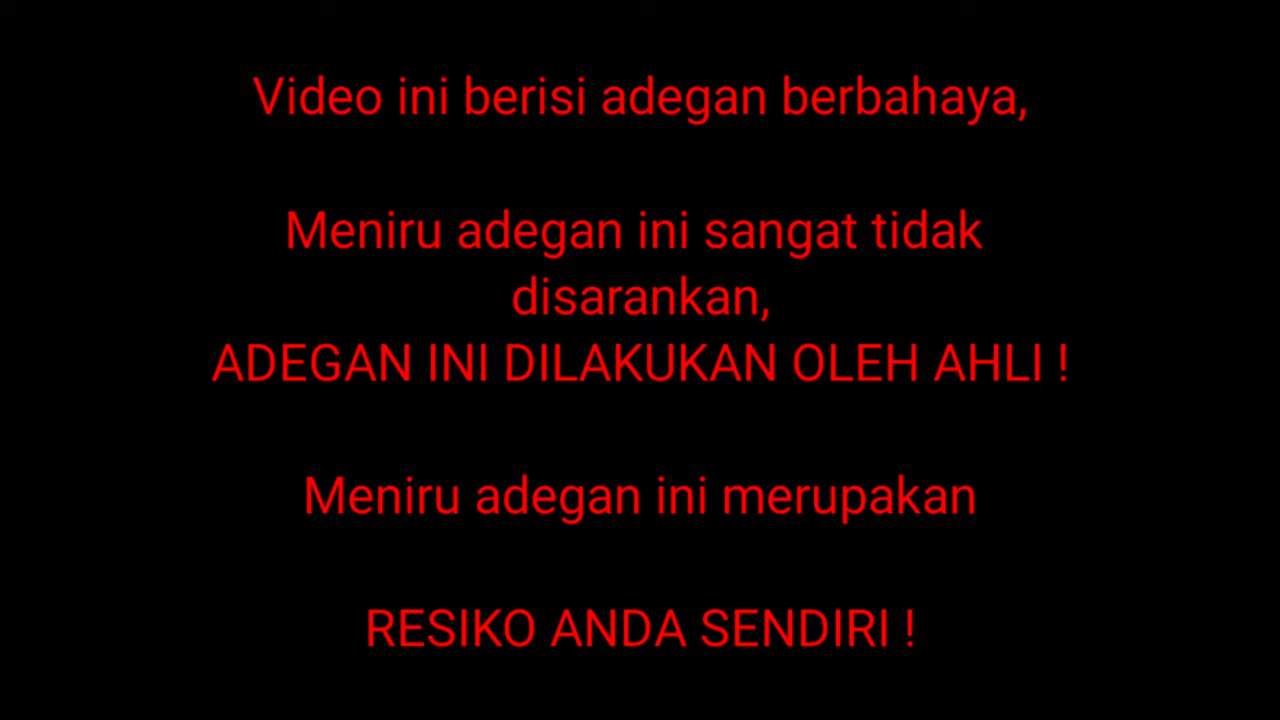 Video ini berisi adegan berbahaya,
Meniru adegan ini sangat tidak
disarankan,
ADEGAN INI DILAKUKAN OLEH AHLI !
Meniru adegan ini merupakan
RESIKO ANDA SENDIRI !